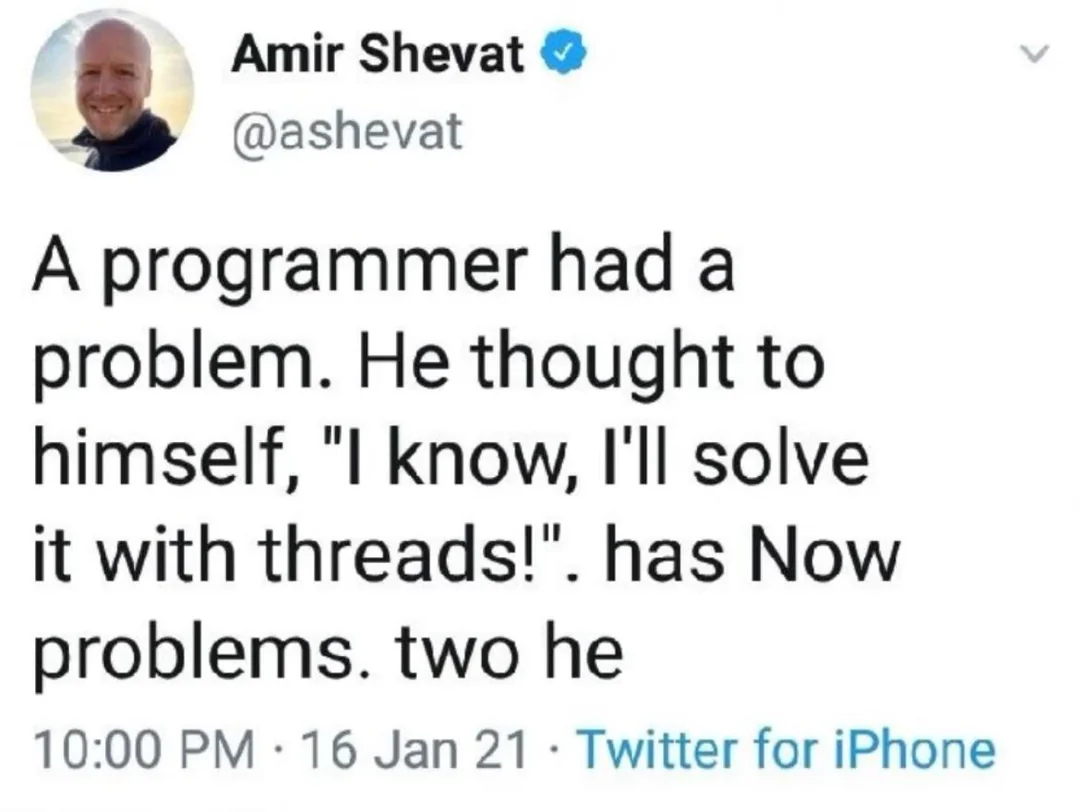 Amir Shevat
@ashevat
A programmer had a
problem. He thought to
himself, "I know, I'll solve
it with threads!". has Now
problems. two he
10:00 PM · 16 Jan 21 · Twitter for iPhone